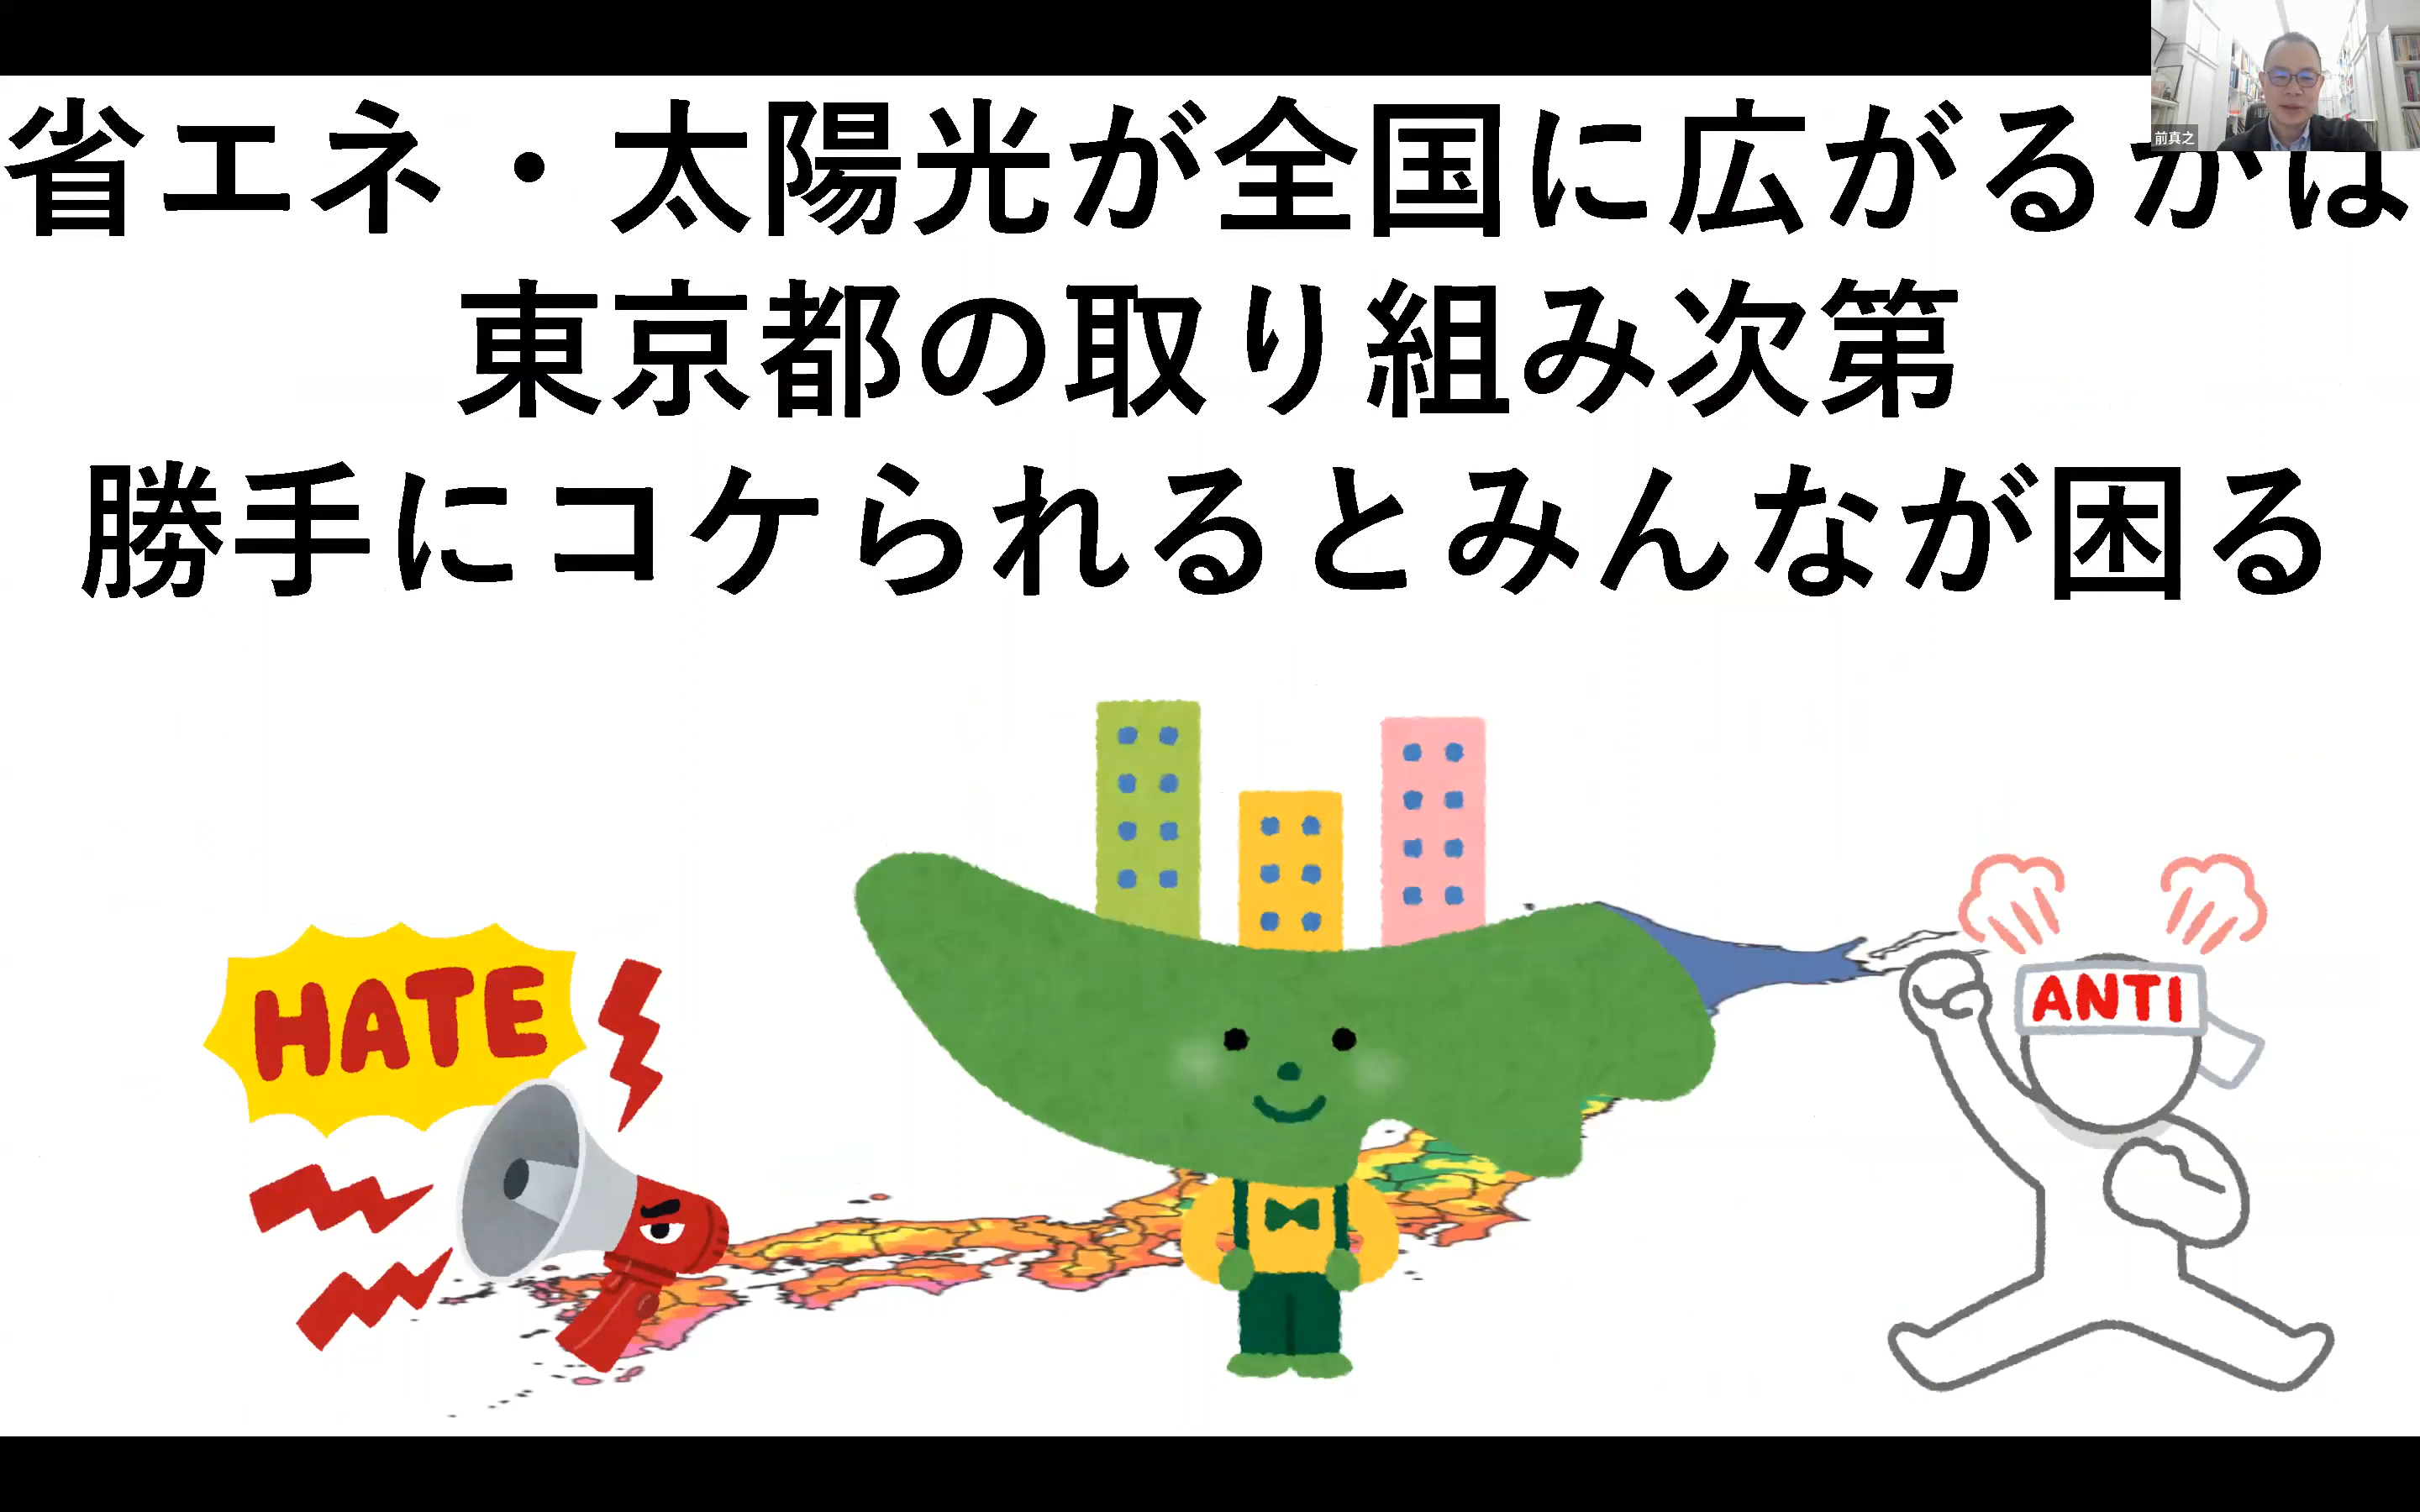 省エネ・太陽光が全国に広がるかは
東京都の取り組み次第
勝手にコケられるとみんなが困る
前真之
HATE
ANTI